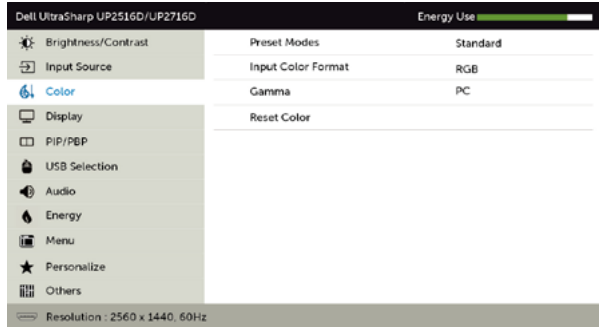 Dell UltraSharp UP2516D/UP2716D Energy Use
Brightness/Contrast Preset Modes Standard
Input Source Input Color Format RGB
Color Gamma PC
Display Reset Color
PIP/PBP
USB Selection
Audio
Energy
Menu
Personalize
Others
Resolution : 2560 x 1440, 60Hz